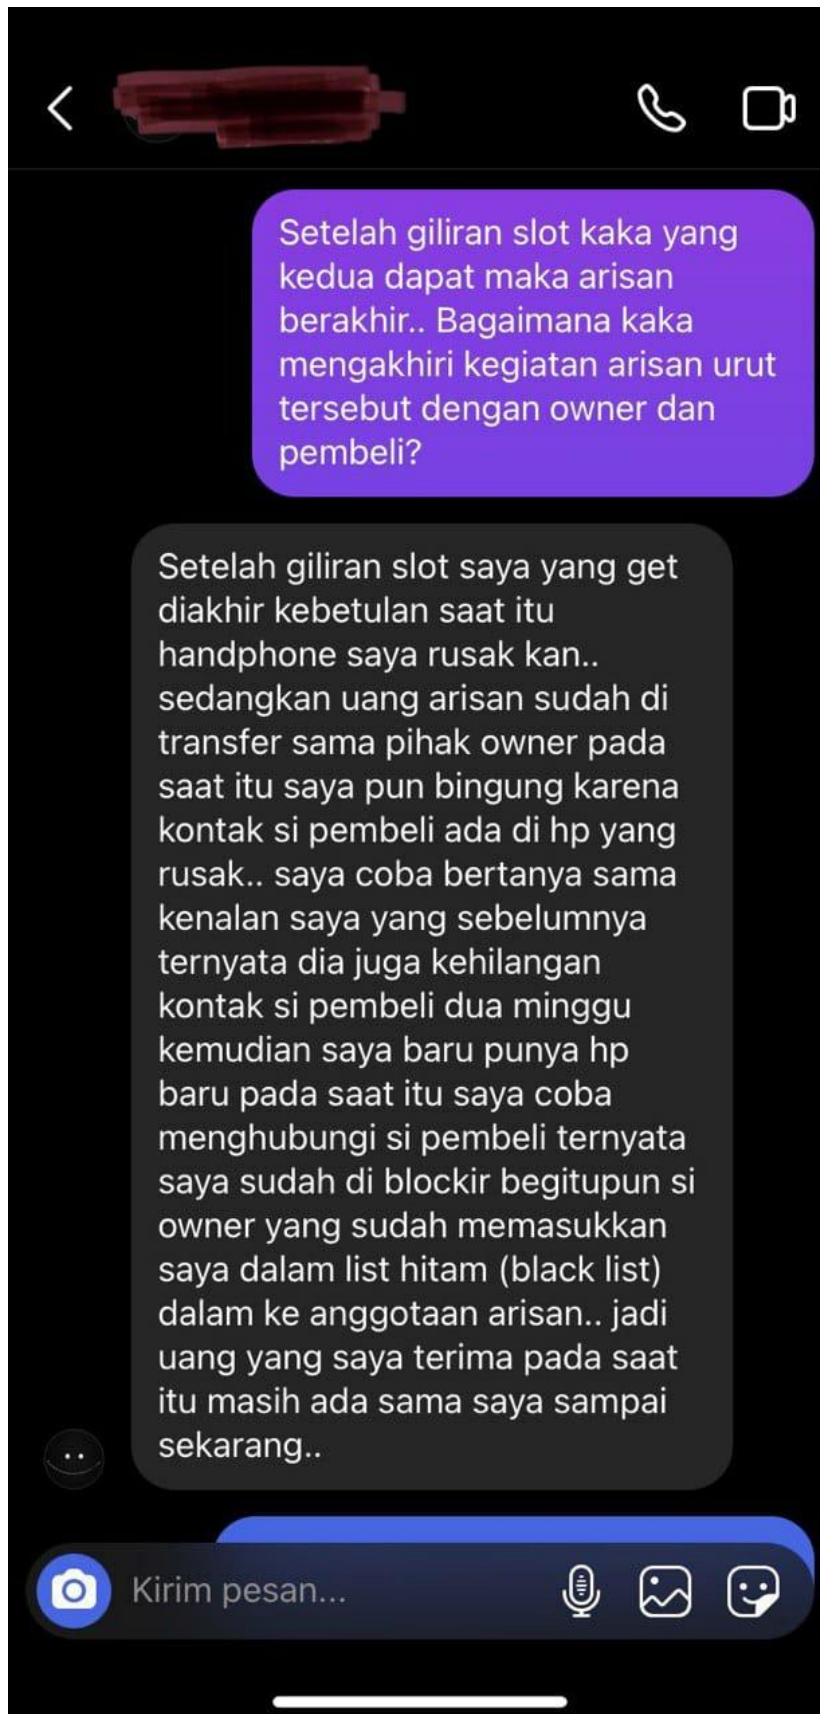 Setelah giliran slot kaka yang
kedua dapat maka arisan
berakhir.. Bagaimana kaka
mengakhiri kegiatan arisan urut
tersebut dengan owner dan
pembeli?
Setelah giliran slot saya yang get
diakhir kebetulan saat itu
handphone saya rusak kan..
sedangkan uang arisan sudah di
transfer sama pihak owner pada
saat itu saya pun bingung karena
kontak si pembeli ada di hp yang
rusak.. saya coba bertanya sama
kenalan saya yang sebelumnya
ternyata dia juga kehilangan
kontak si pembeli dua minggu
kemudian saya baru punya hp
baru pada saat itu saya coba
menghubungi si pembeli ternyata
saya sudah di blockir begitupun si
owner yang sudah memasukkan
saya dalam list hitam (black list)
dalam ke anggotaan arisan.. jadi
uang yang saya terima pada saat
itu masih ada sama saya sampai
sekarang..
Kirim pesan...